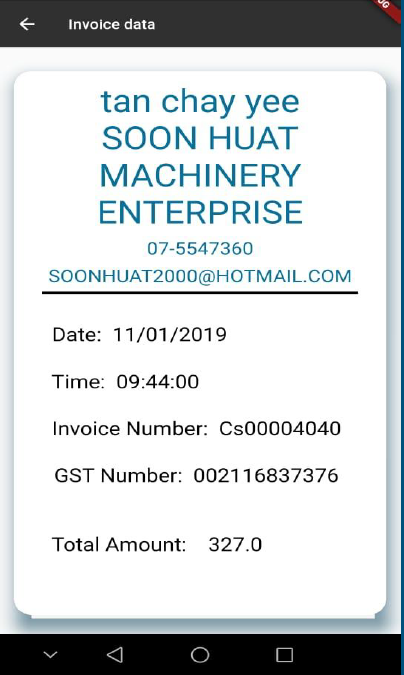 Invoice data
tan chay yee
SOON HUAT
MACHINERY
ENTERPRISE
07-5547360
SOONHUAT2000@HOTMAIL.COM
Date: 11/01/2019
Time: 09:44:00
Invoice Number: Cs00004040
GST Number: 002116837376
Total Amount: 327.0